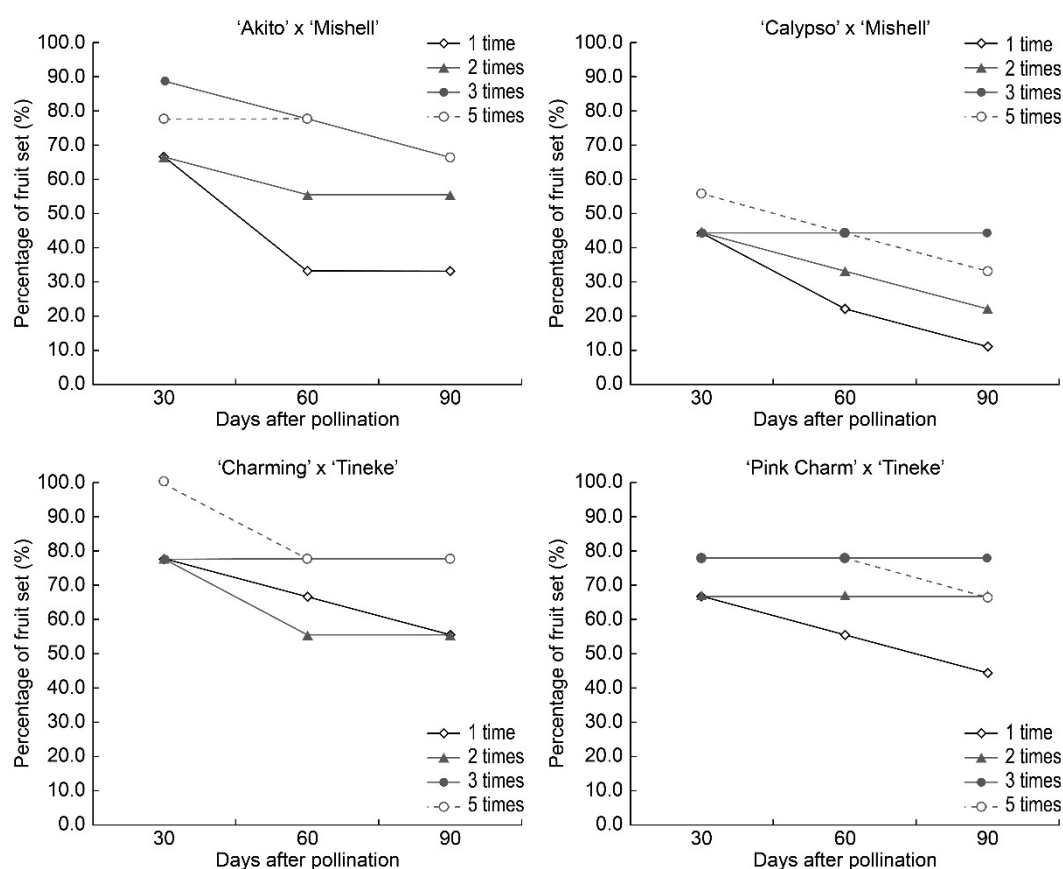 ‘Akito’ x ‘Mishell’
100.0
90.0
80.0
70.0
60.0
50.0
40.0
30.0
20.0
10.0
0.0
Percentage of fruit set (%)
1 time
2 times
3 times
5 times
30 60 90
Days after pollination
‘Calypso’ x ‘Mishell’
100.0
90.0
80.0
70.0
60.0
50.0
40.0
30.0
20.0
10.0
0.0
Percentage of fruit set (%)
1 time
2 times
3 times
5 times
30 60 90
Days after pollination
‘Charming’ x ‘Tineke’
100.0
90.0
80.0
70.0
60.0
50.0
40.0
30.0
20.0
10.0
0.0
Percentage of fruit set (%)
1 time
2 times
3 times
5 times
30 60 90
Days after pollination
‘Pink Charm’ x ‘Tineke’
100.0
90.0
80.0
70.0
60.0
50.0
40.0
30.0
20.0
10.0
0.0
Percentage of fruit set (%)
1 time
2 times
3 times
5 times
30 60 90
Days after pollination